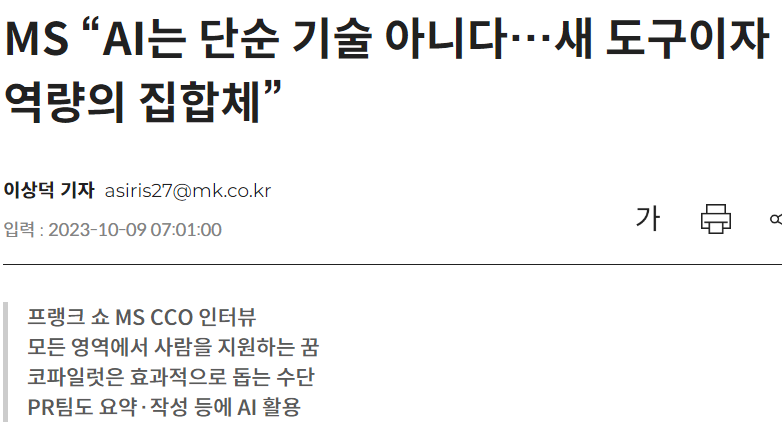 MS “AI는 단순 기술 아니다…새 도구이자
역량의 집합체”
이상덕 기자 asiris27@mk.co.kr
입력 : 2023-10-09 07:01:00
가
프랭크 쇼 MS CCO 인터뷰
모든 영역에서 사람을 지원하는 꿈
코파일럿은 효과적으로 돕는 수단
PR팀도 요약·작성 등에 AI 활용